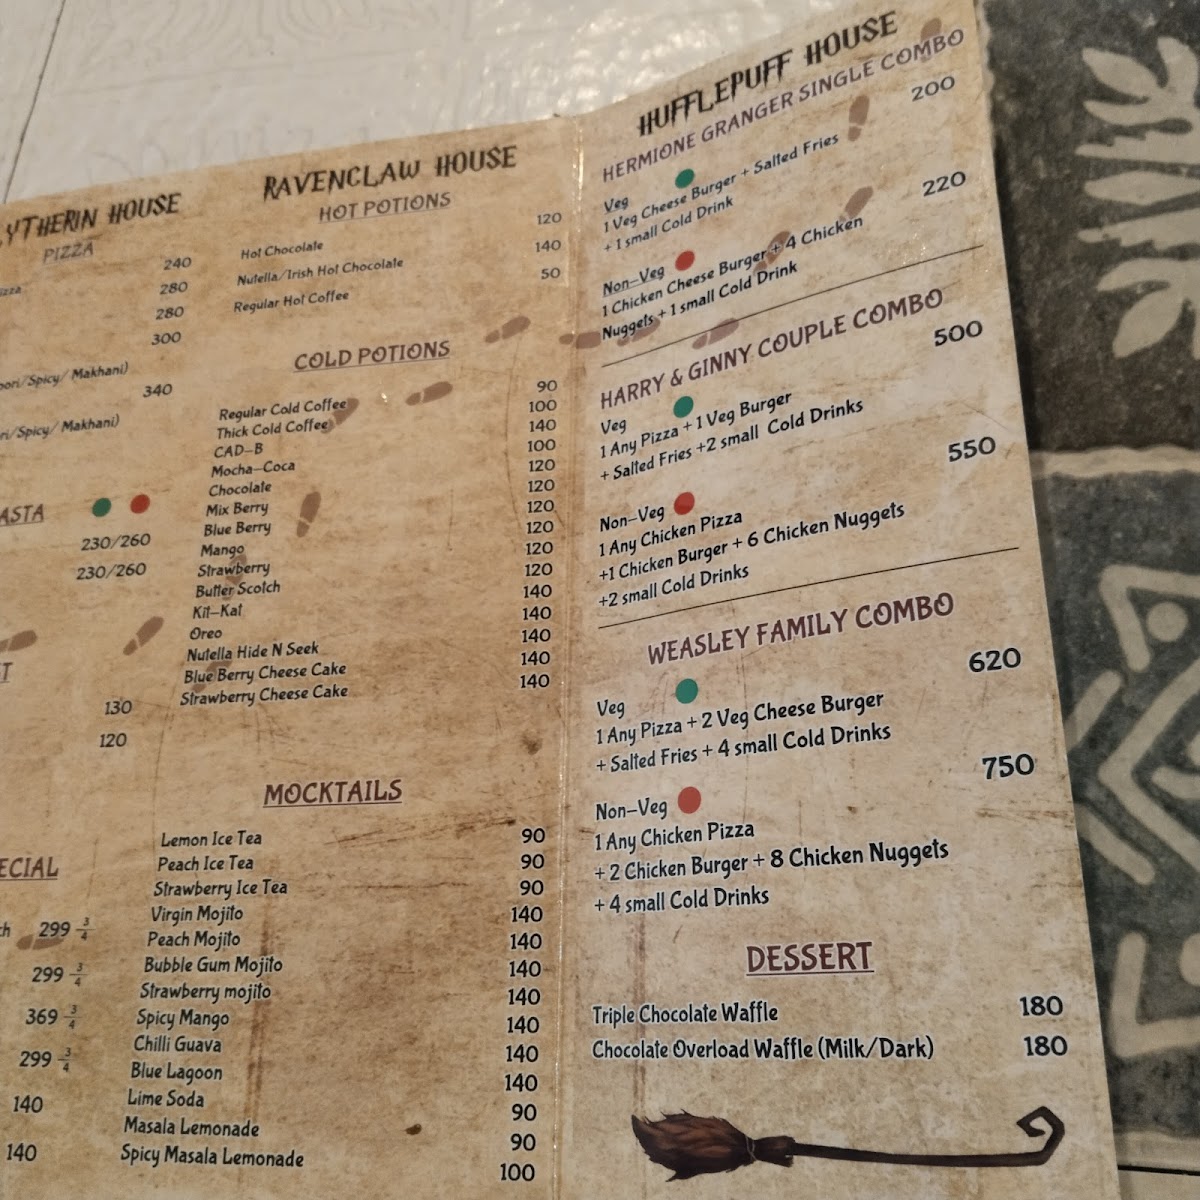 YTHERIN HOUSE
PIZZA
240
280
280
300
/Spicy/ Makhani)
340
/Spicy/ Makhani)
ASTA
230/260
230/260
130
120
ECIAL
299 3/4
299 3/4
369 3/4
299 3/4
140
140
RAVENCLAW HOUSE
HOT POTIONS
Hot Chocolate 120
Nutella/Irish Hot Chocolate 140
Regular Hot Coffee 50
COLD POTIONS
Regular Cold Coffee 90
Thick Cold Coffee 100
CAD-B 140
Mocha-Coca 100
Chocolate 120
Mix Berry 120
Blue Berry 120
Mango 120
Strawberry 120
Butter Scotch 120
Kit-Kat 140
Oreo 140
Nutella Hide N Seek 140
Blue Berry Cheese Cake 140
Strawberry Cheese Cake 140
MOCKTAILS
Lemon Ice Tea 90
Peach Ice Tea 90
Strawberry Ice Tea 90
Virgin Mojito 140
Peach Mojito 140
Bubble Gum Mojito 140
Strawberry mojito 140
Spicy Mango 140
Chilli Guava 140
Blue Lagoon 140
Lime Soda 90
Masala Lemonade 90
Spicy Masala Lemonade 100
HUFFLEPUFF HOUSE
HERMIONE GRANGER SINGLE COMBO
200
Veg
1 Veg Cheese Burger + Salted Fries
+ 1 small Cold Drink
220
Non-Veg
1 Chicken Cheese Burger + 4 Chicken
Nuggets + 1 small Cold Drink
HARRY & GINNY COUPLE COMBO
500
Veg
1 Any Pizza + 1 Veg Burger
+ Salted Fries +2 small Cold Drinks
550
Non-Veg
1 Any Chicken Pizza
+1 Chicken Burger + 6 Chicken Nuggets
+2 small Cold Drinks
WEASLEY FAMILY COMBO
620
Veg
1 Any Pizza + 2 Veg Cheese Burger
+ Salted Fries + 4 small Cold Drinks
750
Non-Veg
1 Any Chicken Pizza
+ 2 Chicken Burger + 8 Chicken Nuggets
+ 4 small Cold Drinks
DESSERT
Triple Chocolate Waffle 180
Chocolate Overload Waffle (Milk/Dark) 180